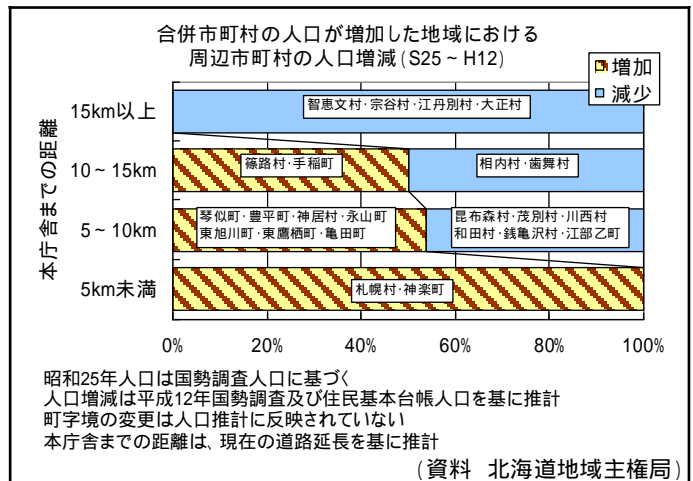 合併市町村の人口が増加した地域における
周辺市町村の人口増減(S25~H12)
増加
減少
本庁舎までの距離
15km以上
智恵文村・宗谷村・江丹別村・大正村
10~15km
篠路村・手稲町
相内村・歯舞村
5~10km
琴似町・豊平町・神居村・永山町
東旭川町・東鷹栖町・亀田町
昆布森村・茂別村・川西村
和田村・銭亀沢村・江部乙町
5km未満
札幌村・神楽町
0% 20% 40% 60% 80% 100%
昭和25年人口は国勢調査人口に基づく
人口増減は平成12年国勢調査及び住民基本台帳人口を基に推計
町字境の変更は人口推計に反映されていない
本庁舎までの距離は、現在の道路延長を基に推計
(資料 北海道地域主権局)